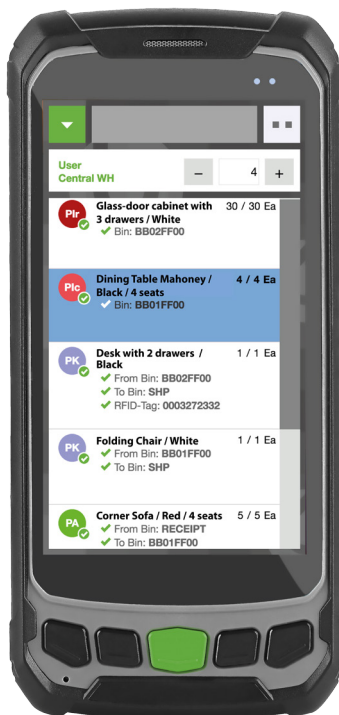 User
Central WH
− 4 +
Plr
Glass-door cabinet with 30 / 30 Ea
3 drawers / White
Bin: BB02FF00
Plc
Dining Table Mahoney / 4 / 4 Ea
Black / 4 seats
Bin: BB01FF00
PK
Desk with 2 drawers / 1 / 1 Ea
Black
From Bin: BB02FF00
To Bin: SHP
RFID-Tag: 0003272332
PK
Folding Chair / White 1 / 1 Ea
From Bin: BB01FF00
To Bin: SHP
PA
Corner Sofa / Red / 4 seats 5 / 5 Ea
From Bin: RECEIPT
To Bin: BB01FF00